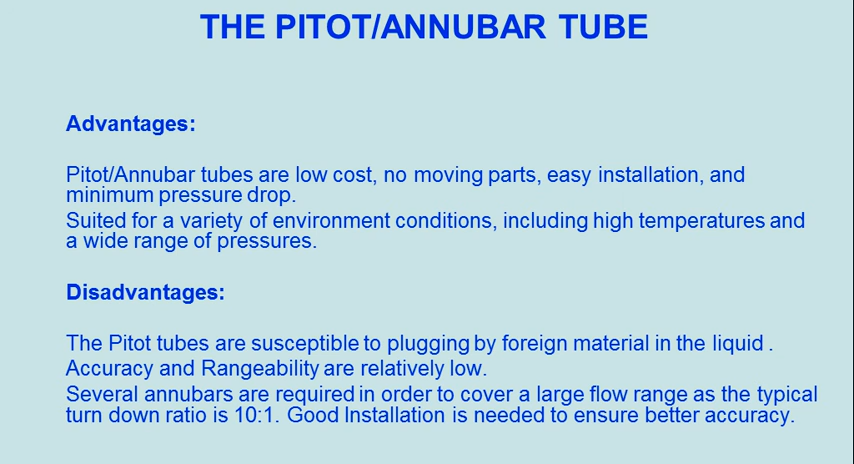 THE PITOT/ANNUBAR TUBE
Advantages:
Pitot/Annubar tubes are low cost, no moving parts, easy installation, and
minimum pressure drop.
Suited for a variety of environment conditions, including high temperatures and
a wide range of pressures.
Disadvantages:
The Pitot tubes are susceptible to plugging by foreign material in the liquid .
Accuracy and Rangeability are relatively low.
Several annubars are required in order to cover a large flow range as the typical
turn down ratio is 10:1. Good Installation is needed to ensure better accuracy.